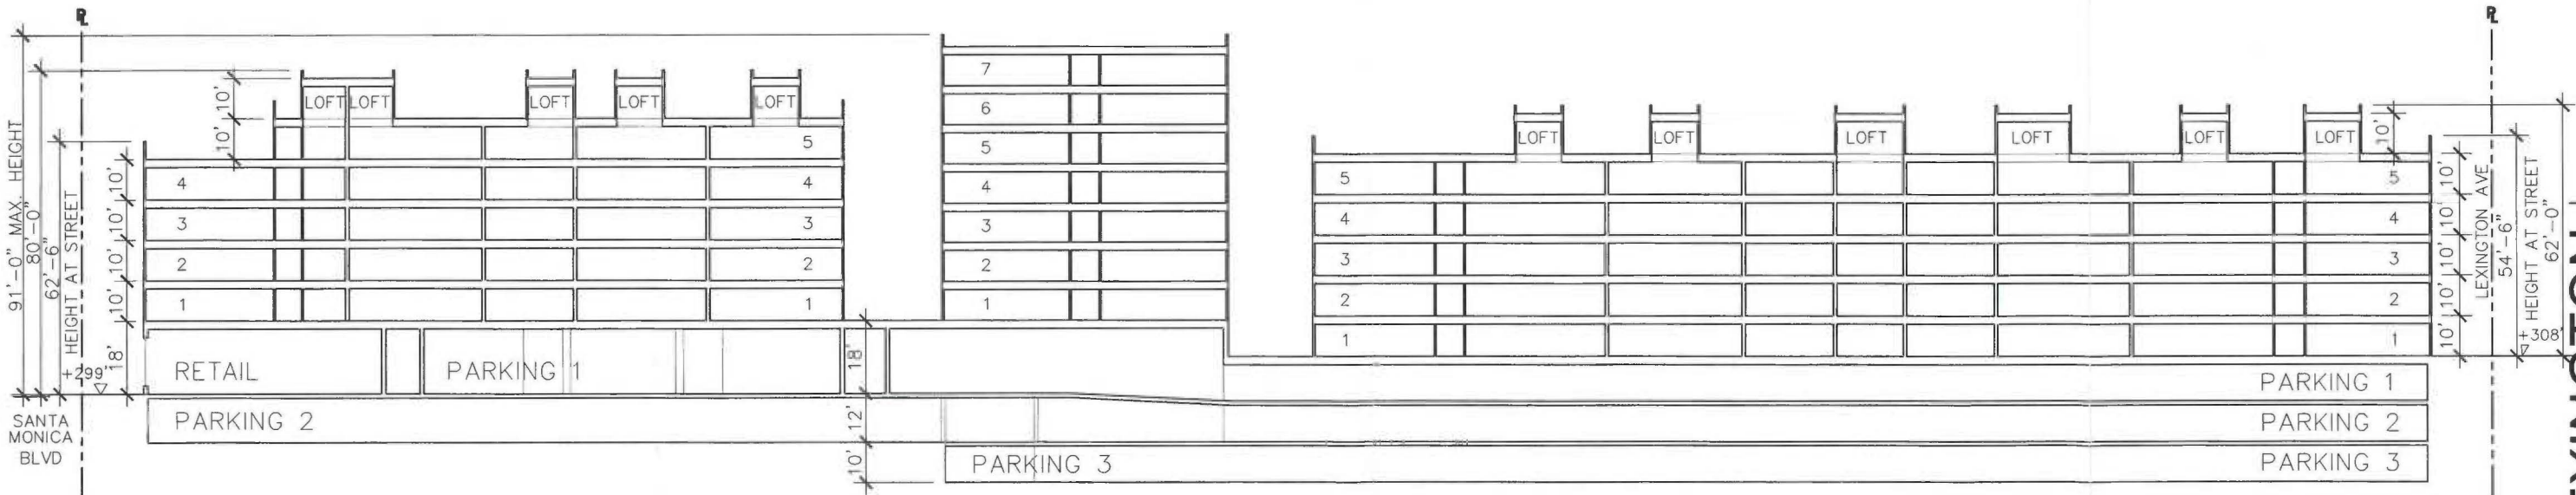 PL
PL
91'-0" MAX. HEIGHT
80'-0"
62'-6"
HEIGHT AT STREET
+299'
SANTA
MONICA
BLVD
10'
10'
10'
10'
18'
10'
10'
LOFT
LOFT
LOFT
LOFT
LOFT
5
4
4
3
3
2
2
1
1
RETAIL
PARKING 1
PARKING 2
18'
12'
10'
7
6
5
4
3
2
1
PARKING 3
LOFT
LOFT
LOFT
LOFT
LOFT
LOFT
5
5
4
4
3
3
2
2
1
1
PARKING 1
PARKING 2
PARKING 3
10'
10'
10'
10'
10'
10'
LEXINGTON AVE
54'-6"
HEIGHT AT STREET
+308'
62'-0"